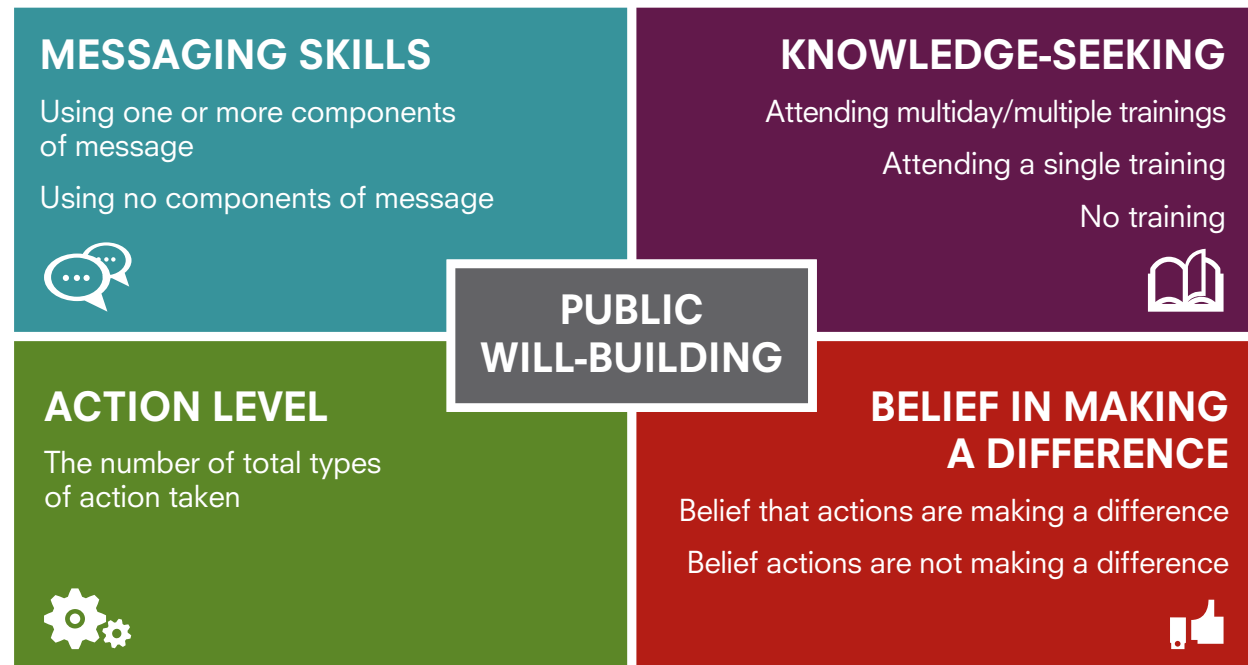 MESSAGING SKILLS
Using one or more components
of message
Using no components of message
KNOWLEDGE-SEEKING
Attending multiday/multiple trainings
Attending a single training
No training
PUBLIC
WILL-BUILDING
ACTION LEVEL
The number of total types
of action taken
BELIEF IN MAKING
A DIFFERENCE
Belief that actions are making a difference
Belief actions are not making a difference